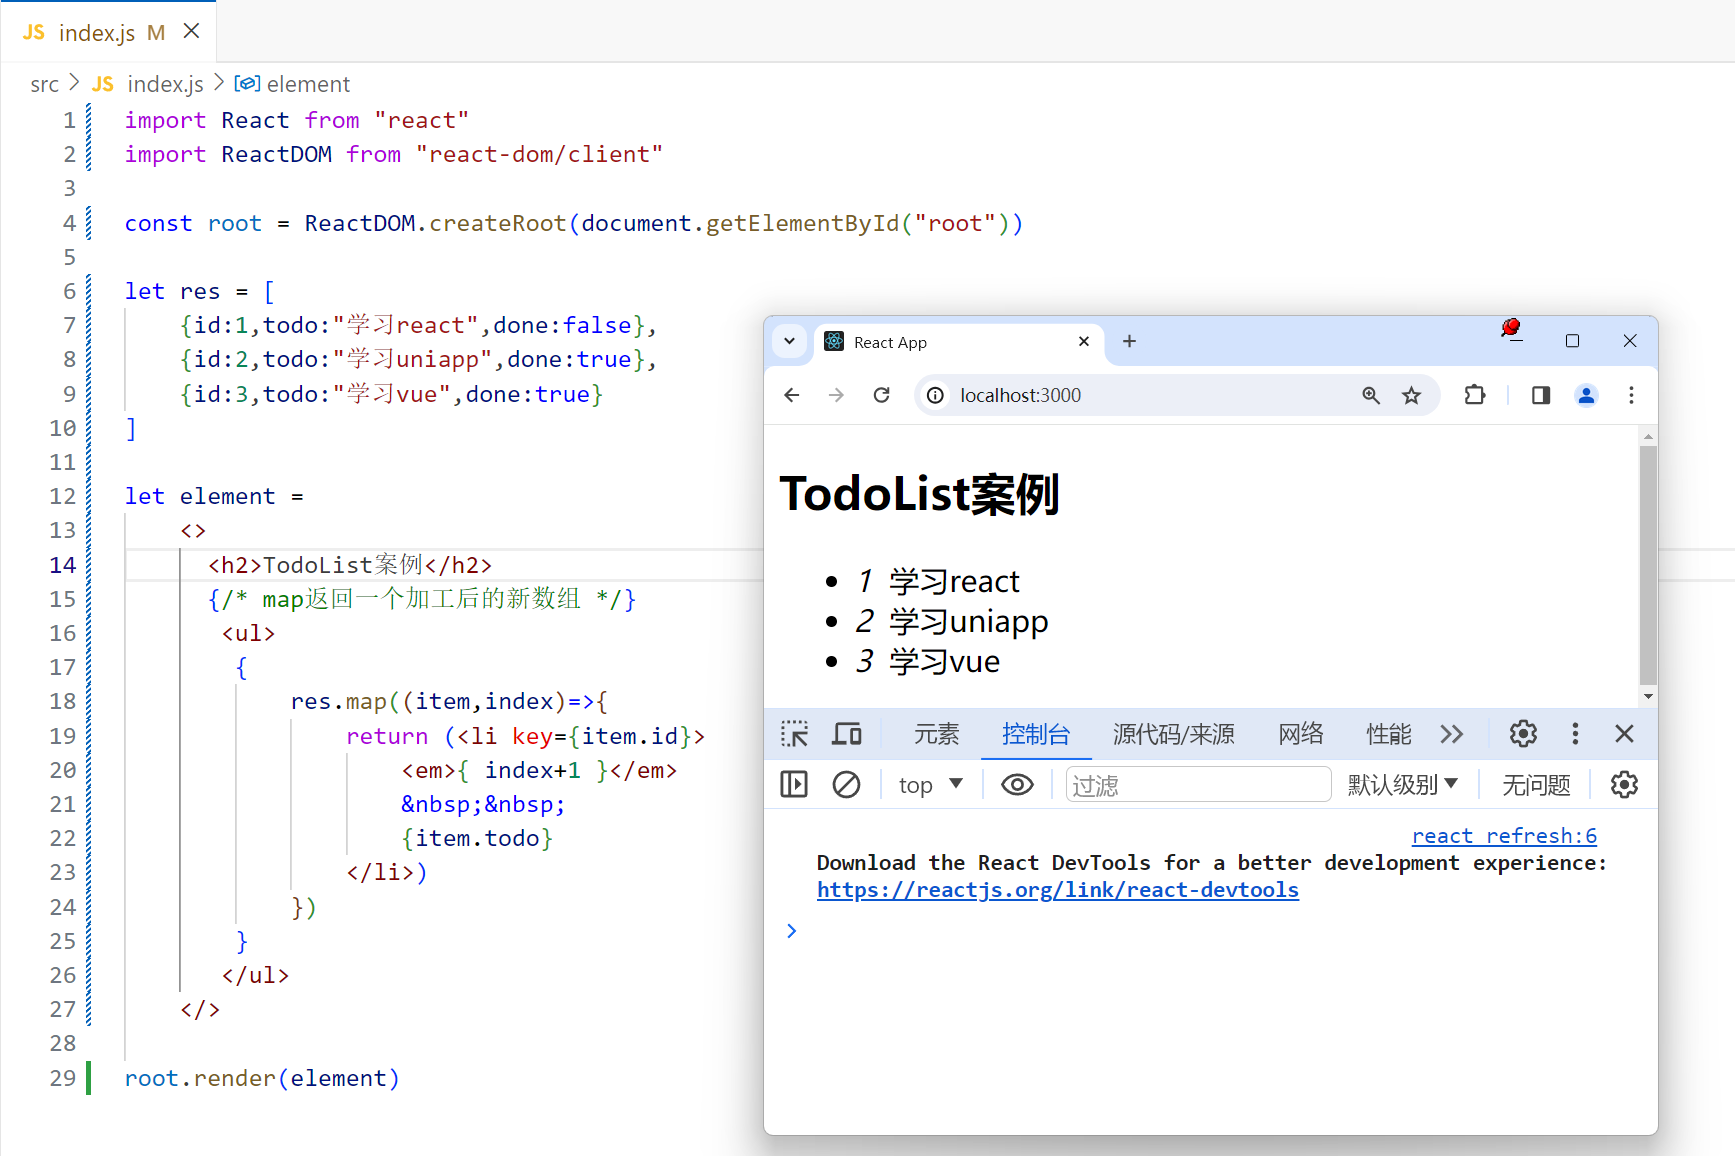 JS index.js M
src > JS index.js > element
1 import React from "react"
2 import ReactDOM from "react-dom/client"
3
4 const root = ReactDOM.createRoot(document.getElementById("root"))
5
6 let res = [
7 {id:1,todo:"学习react",done:false},
8 {id:2,todo:"学习uniapp",done:true},
9 {id:3,todo:"学习vue",done:true}
10 ]
11
12 let element =
13 <>
14 <h2>TodoList案例</h2>
15 {/* map返回一个加工后的新数组 */}
16 <ul>
17 {
18 res.map((item,index)=>{
19 return (<li key={item.id}>
20 <em>{ index+1 }</em>
21 &nbsp;&nbsp;
22 {item.todo}
23 </li>)
24 })
25 }
26 </ul>
27 </>
28
29 root.render(element)
React App
localhost:3000
TodoList案例
1 学习react
2 学习uniapp
3 学习vue
元素 控制台 源代码/来源 网络 性能
top 过滤 默认级别 无问题
react refresh:6
Download the React DevTools for a better development experience:
https://reactjs.org/link/react-devtools